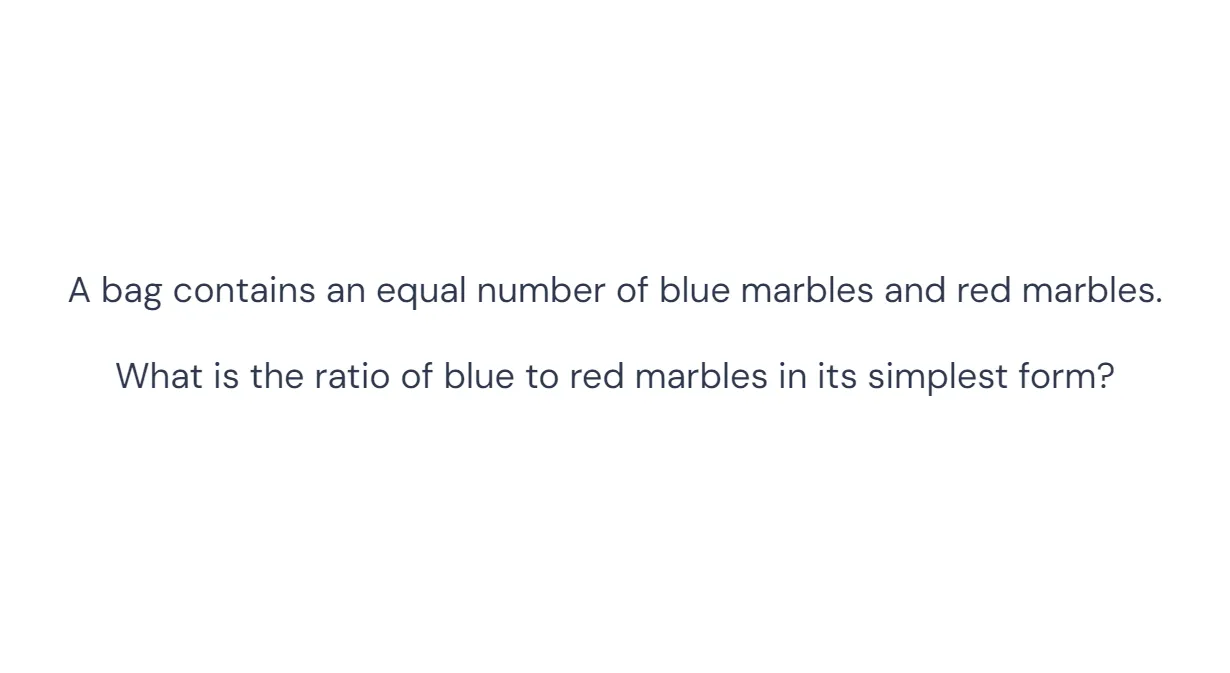 A bag contains an equal number of blue marbles and red marbles.
What is the ratio of blue to red marbles in its simplest form?